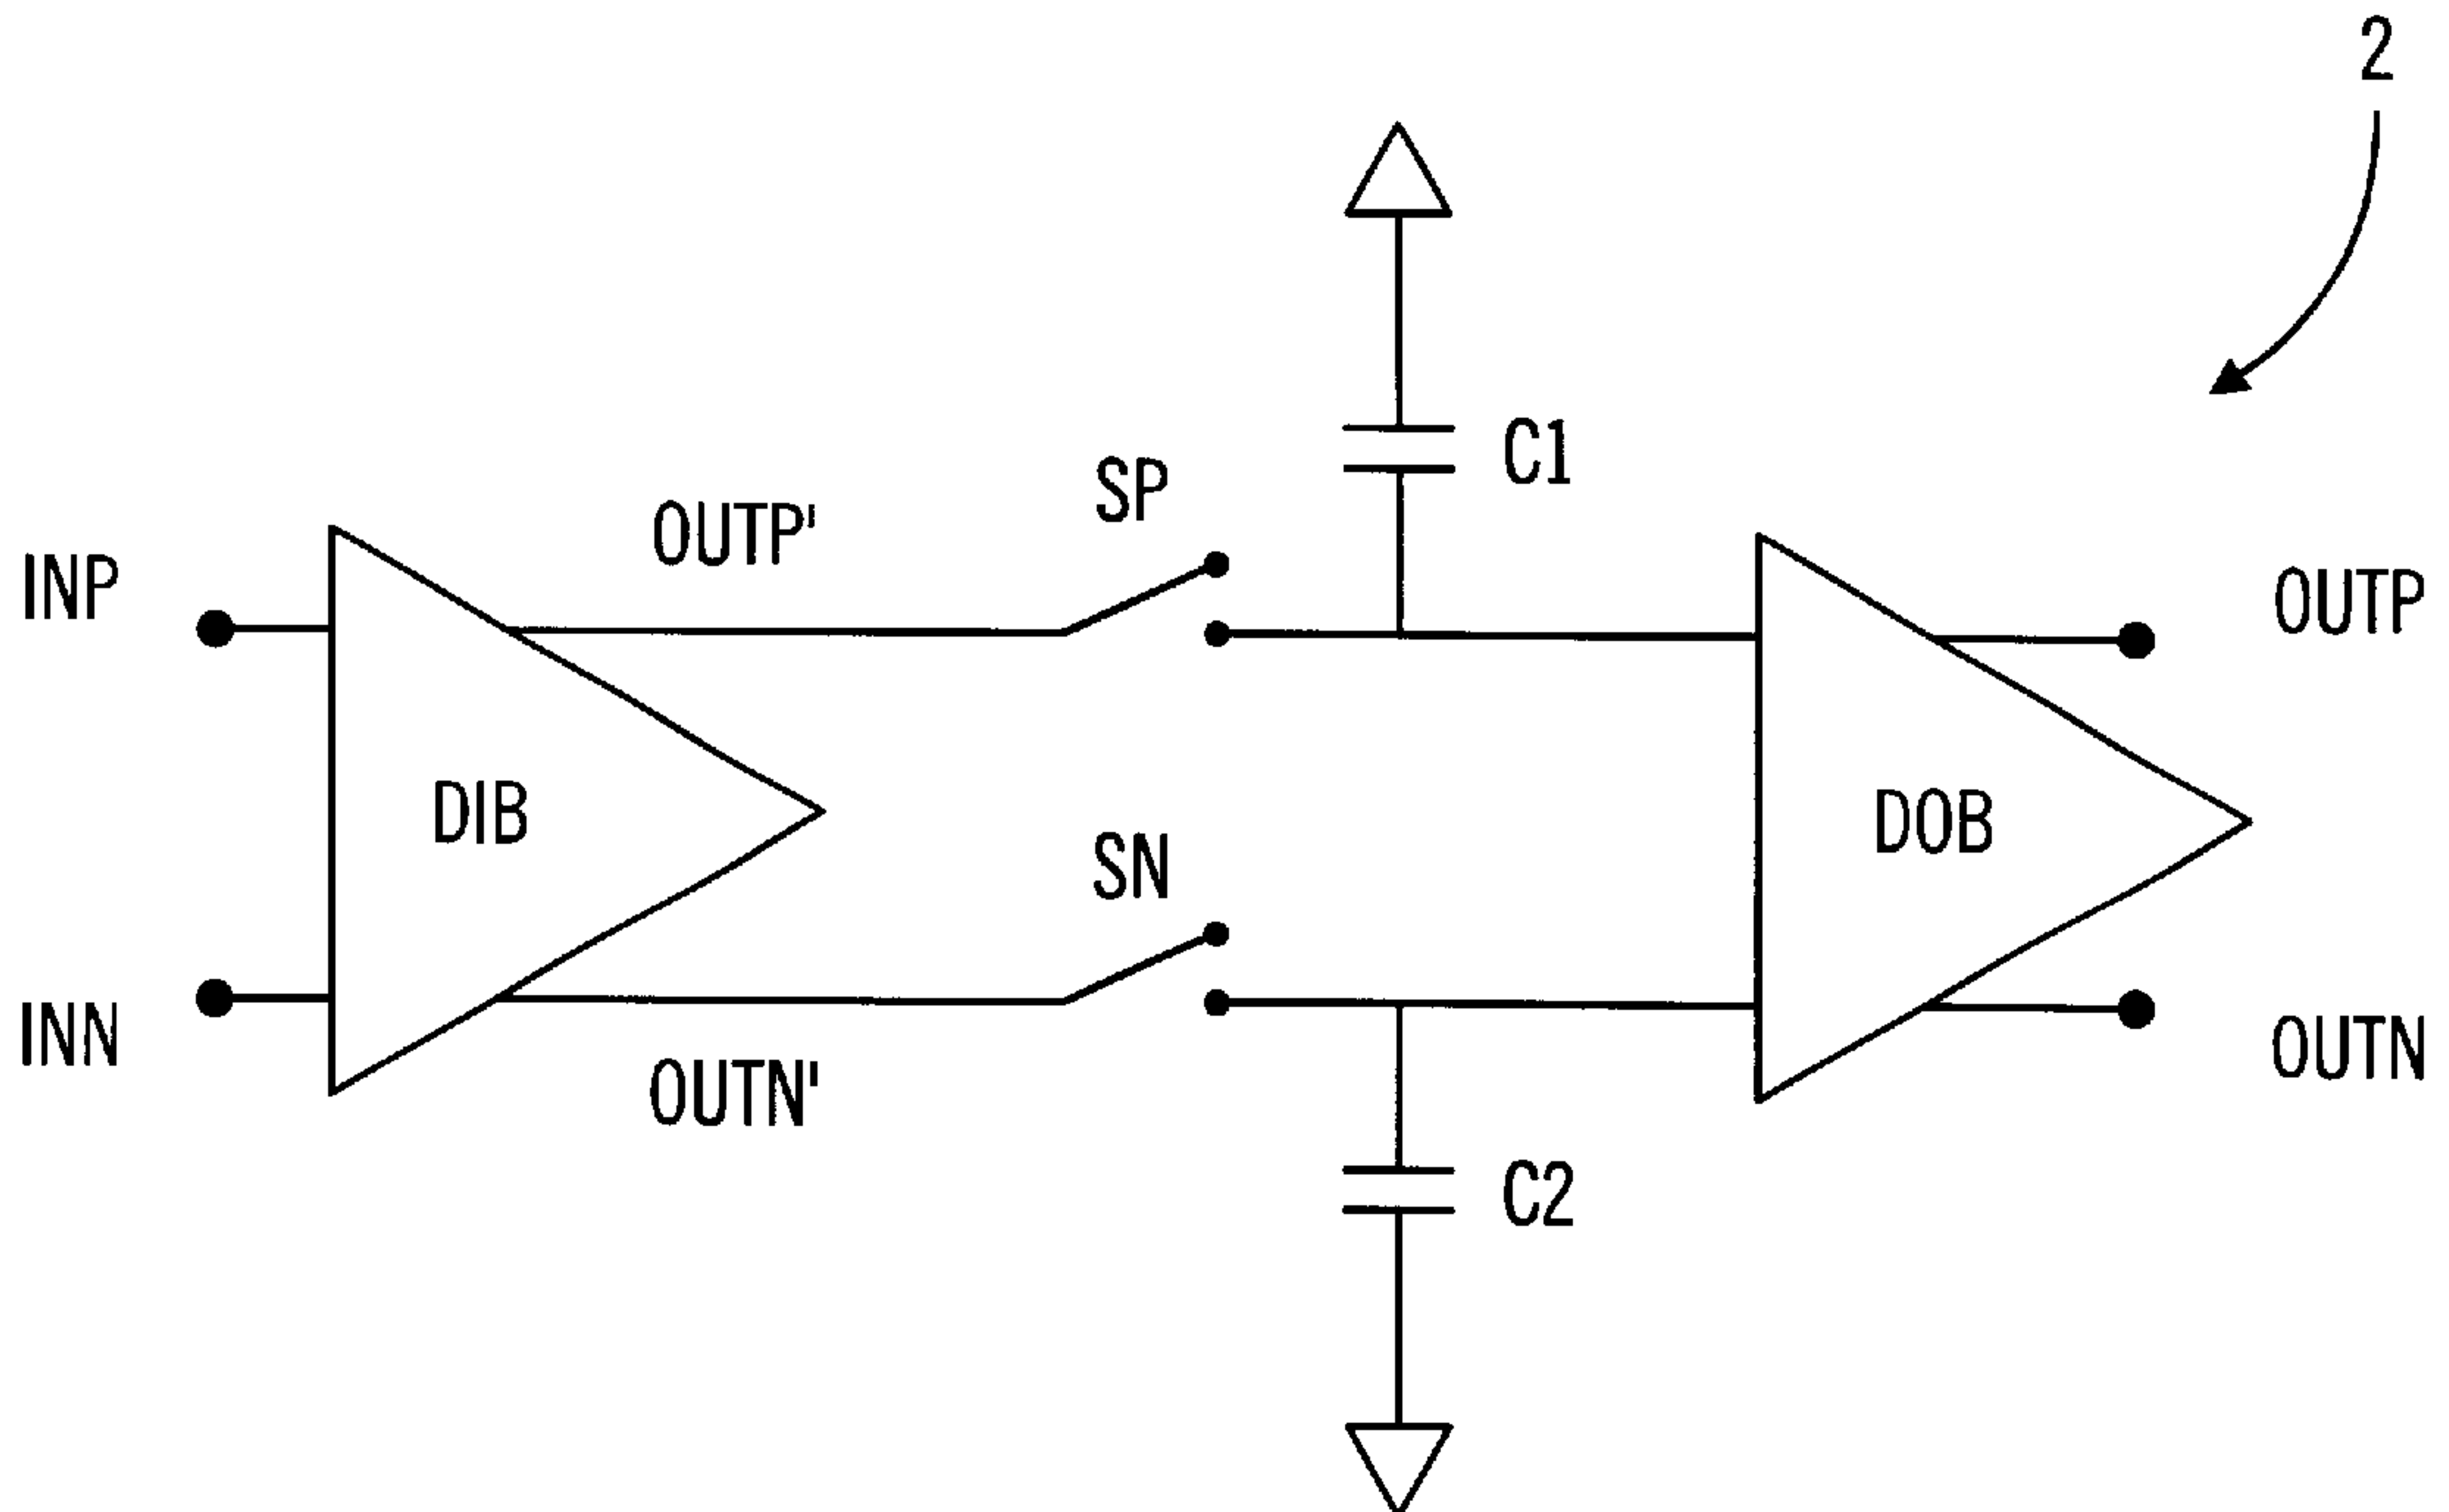 2
C1
SP
OUTP'
INP
OUTP
DIB
DOB
SN
INN
OUTN'
OUTN
C2